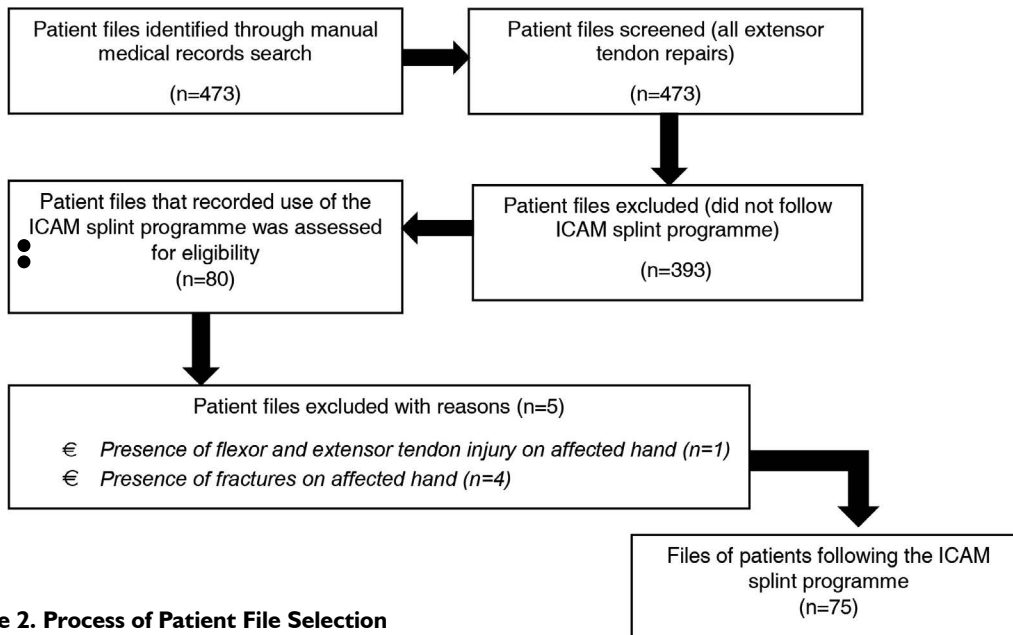 Patient files identified through manual
medical records search
(n=473)
Patient files screened (all extensor
tendon repairs)
(n=473)
Patient files excluded (did not follow
ICAM splint programme)
(n=393)
Patient files that recorded use of the
ICAM splint programme was assessed
for eligibility
(n=80)
Patient files excluded with reasons (n=5)
€ Presence of flexor and extensor tendon injury on affected hand (n=1)
€ Presence of fractures on affected hand (n=4)
Files of patients following the ICAM
splint programme
(n=75)
e 2. Process of Patient File Selection